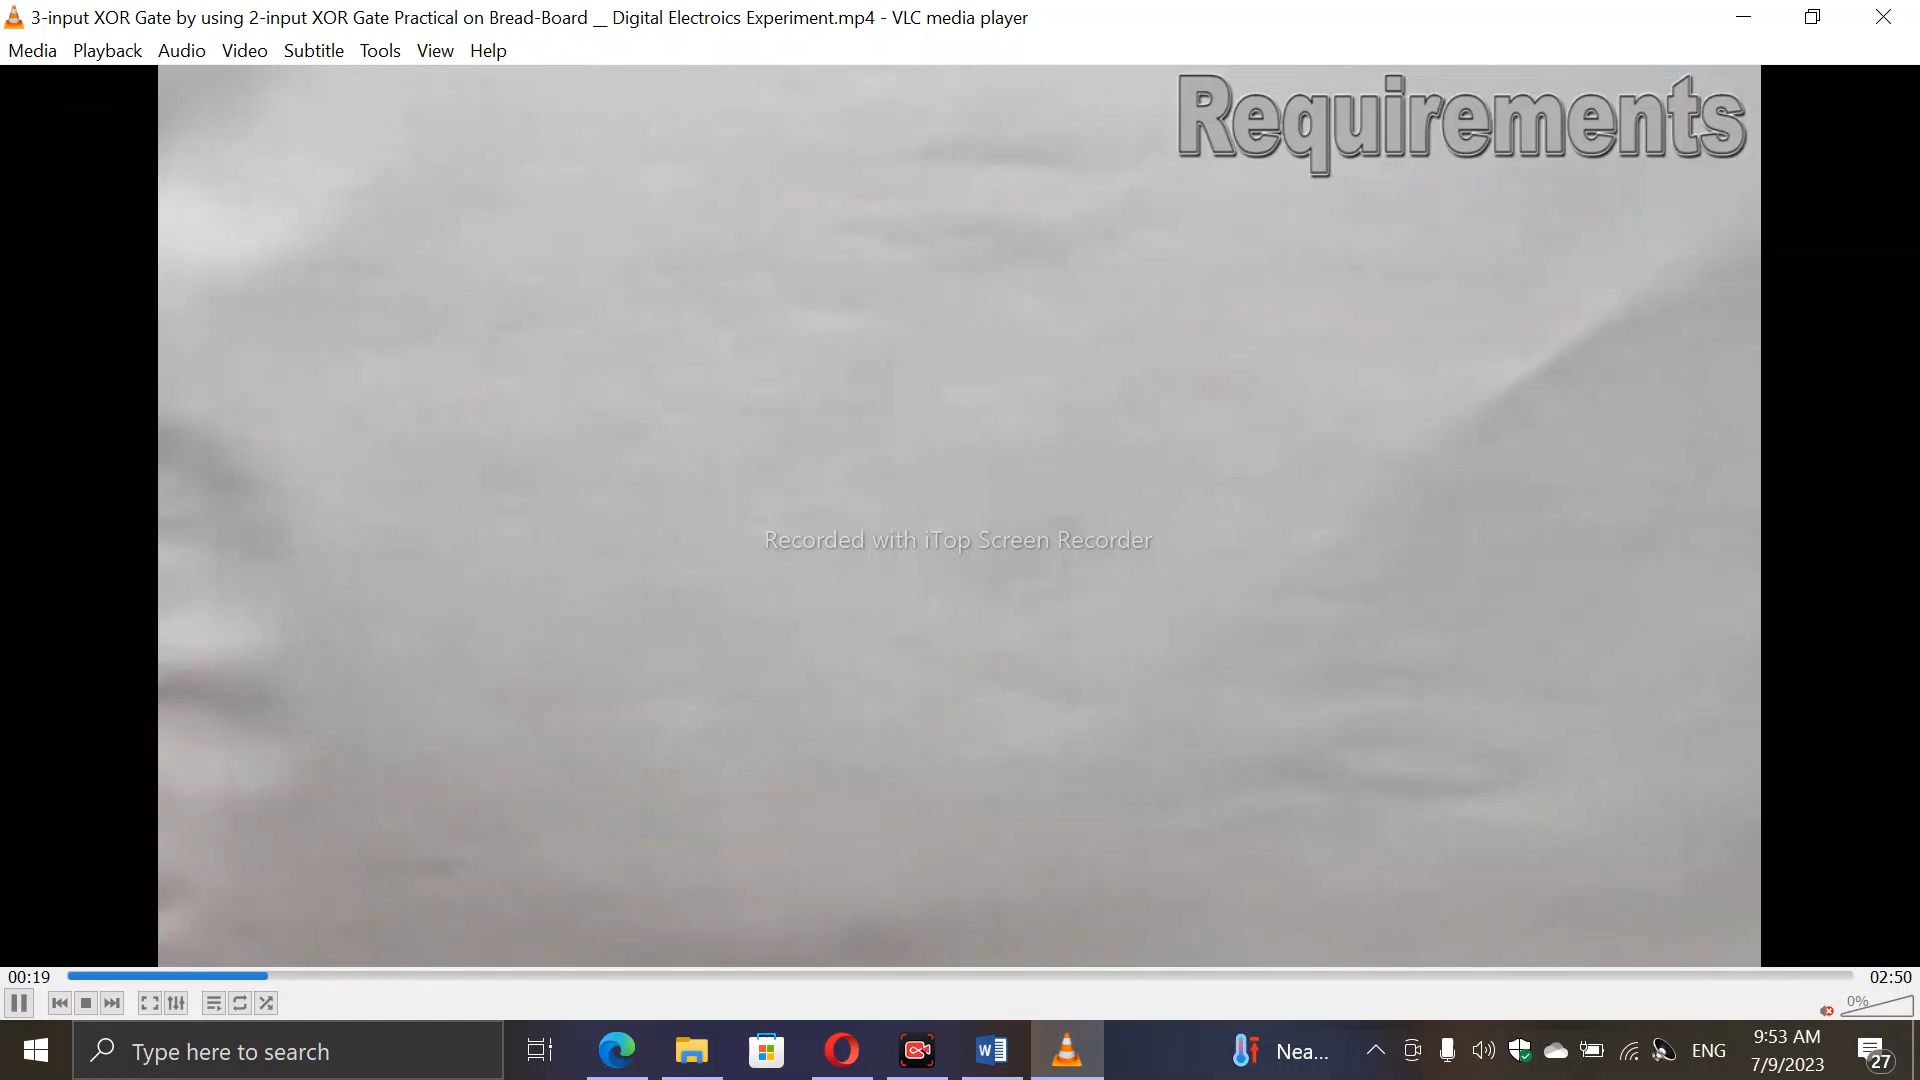 3-input XOR Gate by using 2-input XOR Gate Practical on Bread-Board __ Digital Electroics Experiment.mp4 - VLC media player
Media Playback Audio Video Subtitle Tools View Help
Requirements
Recorded with iTop Screen Recorder
00:19
02:50
0%
Type here to search
Nea...
ENG
9:53 AM
7/9/2023
27